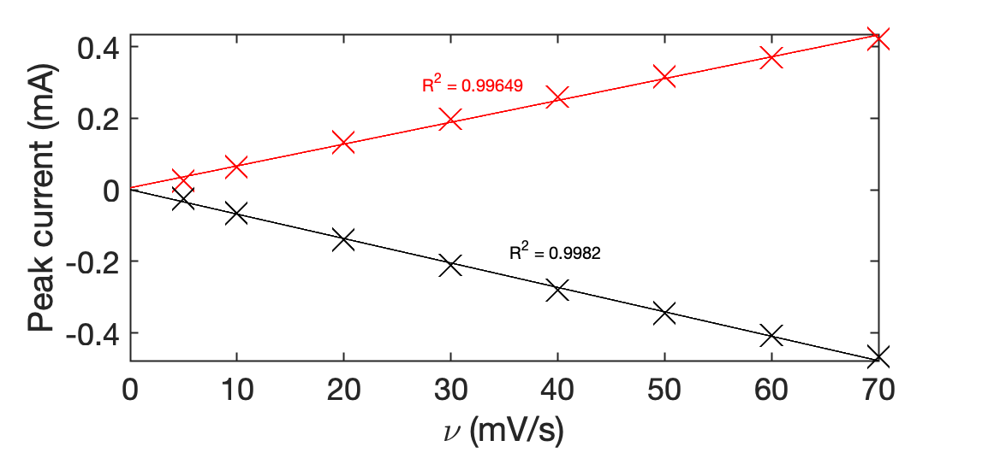 0.4
0.2
0
-0.2
-0.4
Peak current (mA)
R² = 0.99649
R² = 0.9982
0 10 20 30 40 50 60 70
ν (mV/s)